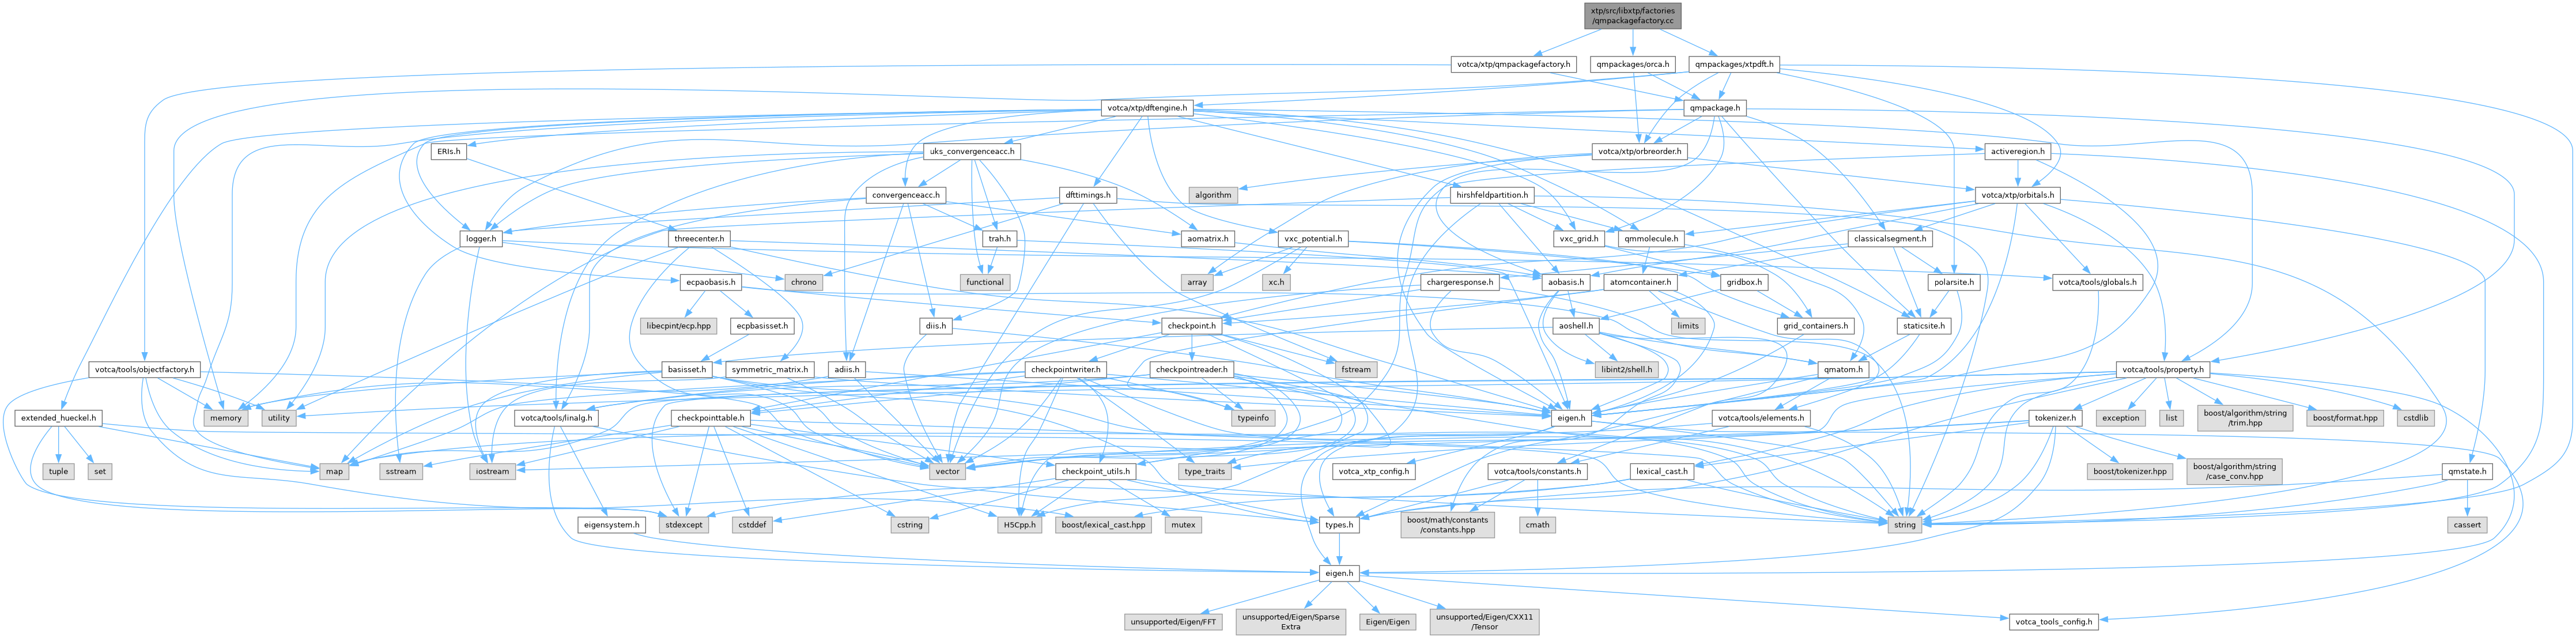 xtp/src/libxtp/factories
/qmpackagefactory.cc
votca/xtp/qmpackagefactory.h
qmpackages/orca.h
qmpackages/xtpdft.h
votca/xtp/dftengine.h
qmpackage.h
ERIs.h
uks_convergenceacc.h
votca/xtp/orbreorder.h
activeregion.h
algorithm
convergenceacc.h
dfttimings.h
hirshfeldpartition.h
votca/xtp/orbitals.h
logger.h
threecenter.h
trah.h
aomatrix.h
vxc_potential.h
vxc_grid.h
qmmolecule.h
classicalsegment.h
ecpaobasis.h
chrono
functional
array
xc.h
chargeresponse.h
aobasis.h
atomcontainer.h
gridbox.h
polarsite.h
votca/tools/globals.h
libecpint/ecp.hpp
ecpbasisset.h
diis.h
checkpoint.h
aoshell.h
limits
grid_containers.h
staticsite.h
votca/tools/objectfactory.h
basisset.h
symmetric_matrix.h
adiis.h
checkpointwriter.h
checkpointreader.h
fstream
libint2/shell.h
qmatom.h
votca/tools/property.h
extended_hueckel.h
memory
utility
votca/tools/linalg.h
checkpointtable.h
typeinfo
eigen.h
votca/tools/elements.h
tokenizer.h
exception
list
boost/algorithm/string
/trim.hpp
boost/format.hpp
cstdlib
tuple
set
map
sstream
iostream
vector
checkpoint_utils.h
type_traits
votca_xtp_config.h
votca/tools/constants.h
lexical_cast.h
boost/tokenizer.hpp
boost/algorithm/string
/case_conv.hpp
qmstate.h
eigensystem.h
stdexcept
cstddef
cstring
H5Cpp.h
boost/lexical_cast.hpp
mutex
types.h
boost/math/constants
/constants.hpp
cmath
string
cassert
eigen.h
unsupported/Eigen/FFT
unsupported/Eigen/Sparse
Extra
Eigen/Eigen
unsupported/Eigen/CXX11
/Tensor
votca_tools_config.h